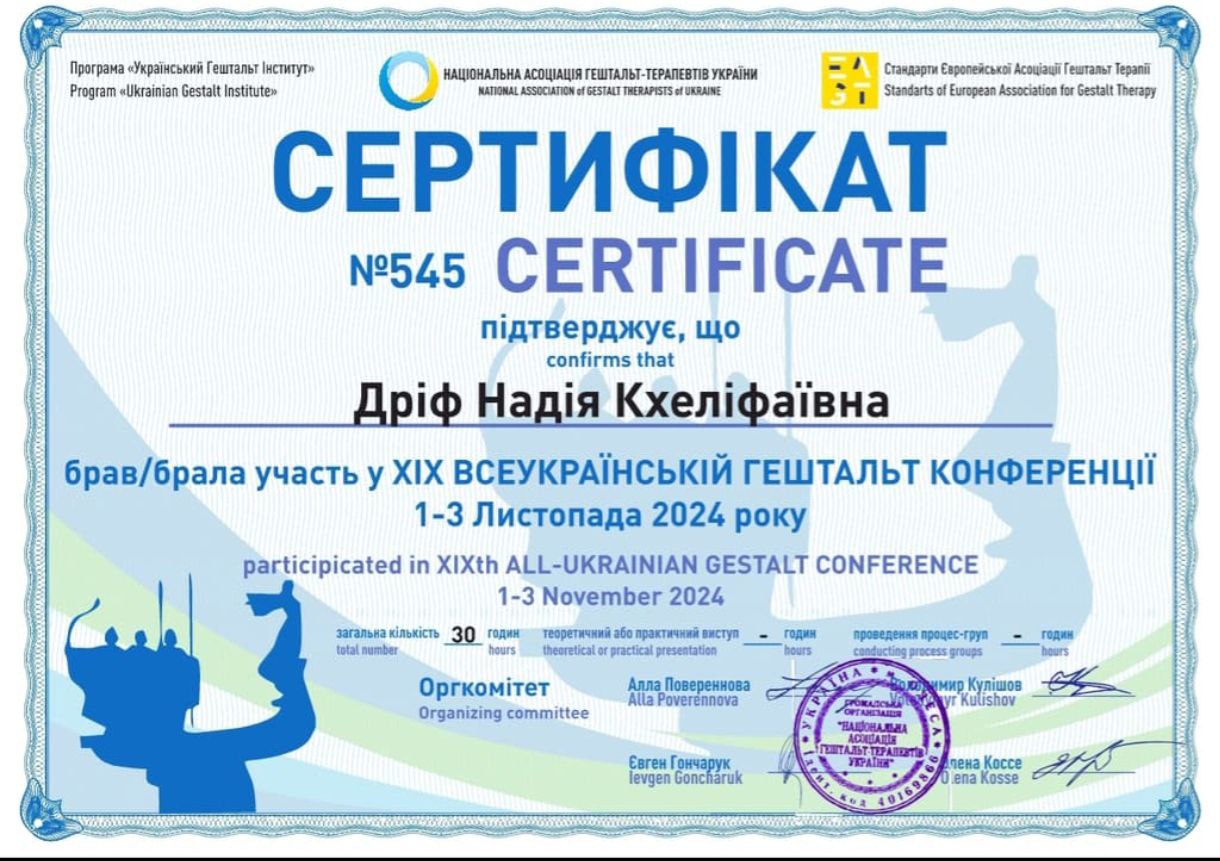 Програма «Український Гештальт Інститут»
Program «Ukrainian Gestalt Institute»
НАЦІОНАЛЬНА АСОЦІАЦІЯ ГЕШТАЛЬТ-ТЕРАПЕВТІВ УКРАЇНИ
NATIONAL ASSOCIATION of GESTALT THERAPISTS of UKRAINE
EAGT
Стандарти Європейської Асоціації Гештальт Терапії
Standarts of European Association for Gestalt Therapy
СЕРТИФІКАТ
№545 CERTIFICATE
підтверджує, що
confirms that
Дріф Надія Кхеліфаївна
брав/брала участь у XIX ВСЕУКРАЇНСЬКІЙ ГЕШТАЛЬТ КОНФЕРЕНЦІЇ
1-3 Листопада 2024 року
participicated in XIXth ALL-UKRAINIAN GESTALT CONFERENCE
1-3 November 2024
загальна кількість 30 годин
total number hours
теоретичний або практичний виступ - годин
theoretical or practical presentation hours
проведення процес-груп - годин
conducting process groups hours
Оргкомітет
Organizing committee
Алла Повереннова
Alla Poverennova
Володимир Кулішов
Kulishov
Євген Гончарук
Ievgen Goncharuk
Олена Коссе
Olena Kosse
УКРАЇНА * ОДЕСА
ГРОМАДСЬКА
ОРГАНІЗАЦІЯ
"НАЦІОНАЛЬНА
АСОЦІАЦІЯ
ГЕШТАЛЬТ-ТЕРАПЕВТІВ
УКРАЇНИ"
Ідент. код 40169866